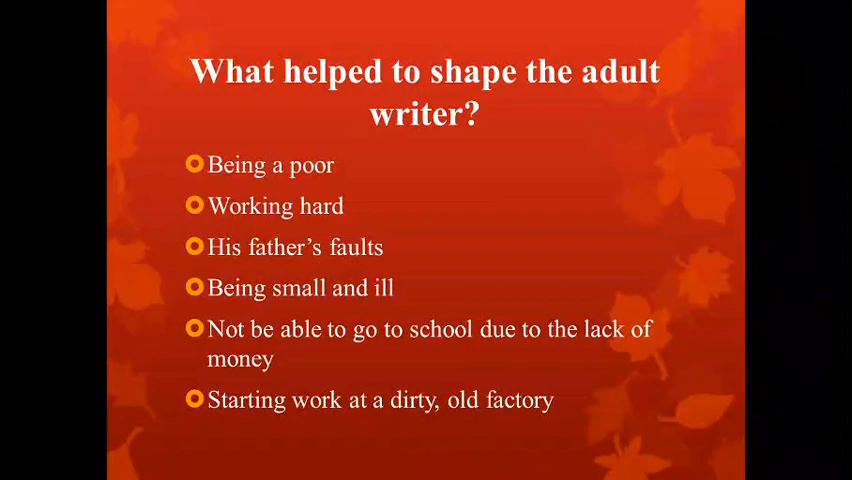 What helped to shape the adult
writer?
Being a poor
Working hard
His father’s faults
Being small and ill
Not be able to go to school due to the lack of
money
Starting work at a dirty, old factory